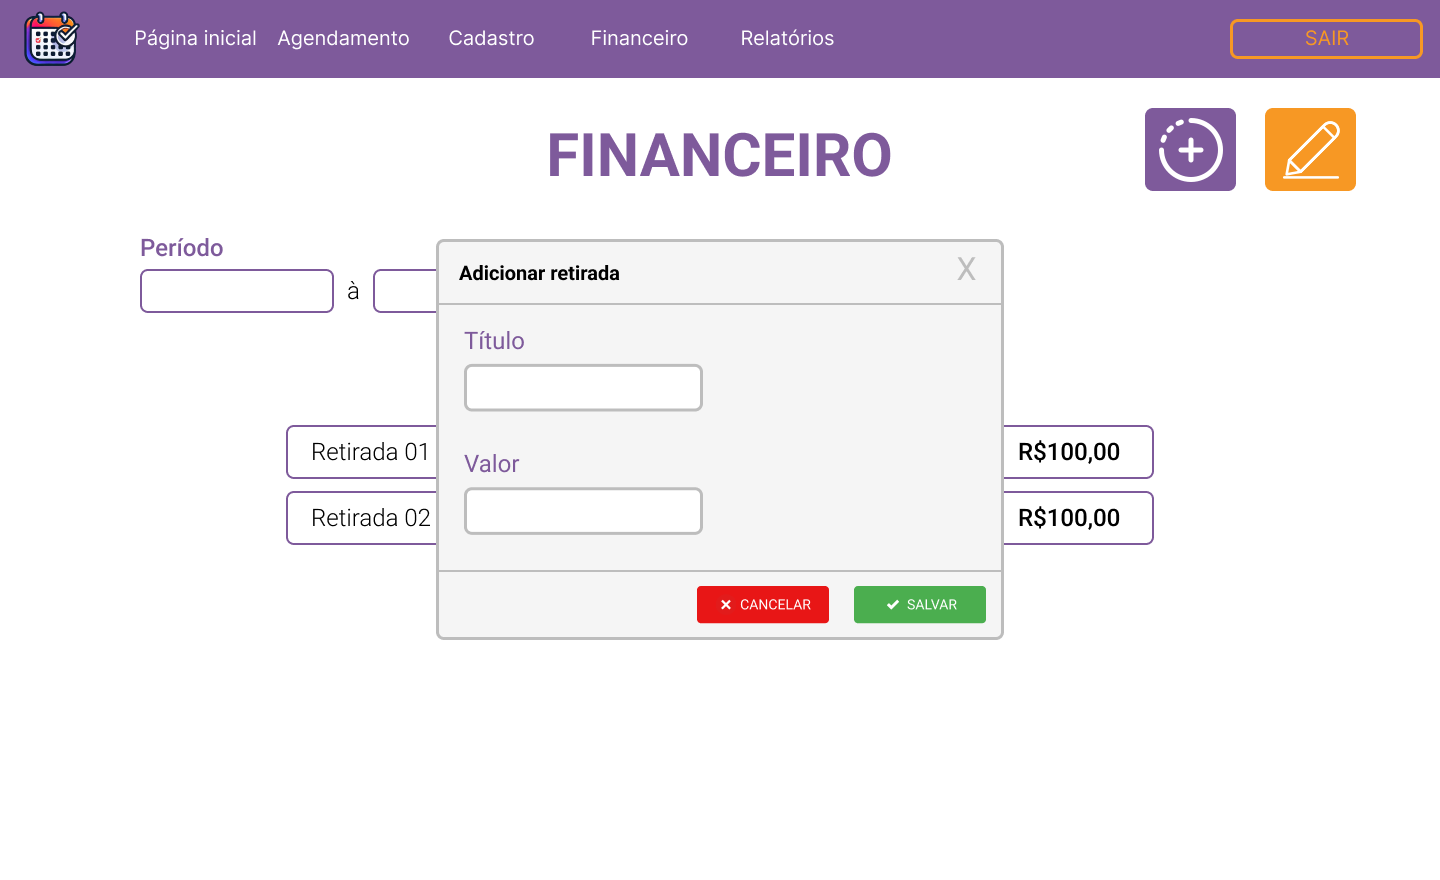 Página inicial Agendamento Cadastro Financeiro Relatórios SAIR
FINANCEIRO
Período
à
Adicionar retirada X
Título
Valor
Retirada 01 R$100,00
Retirada 02 R$100,00
CANCELAR SALVAR